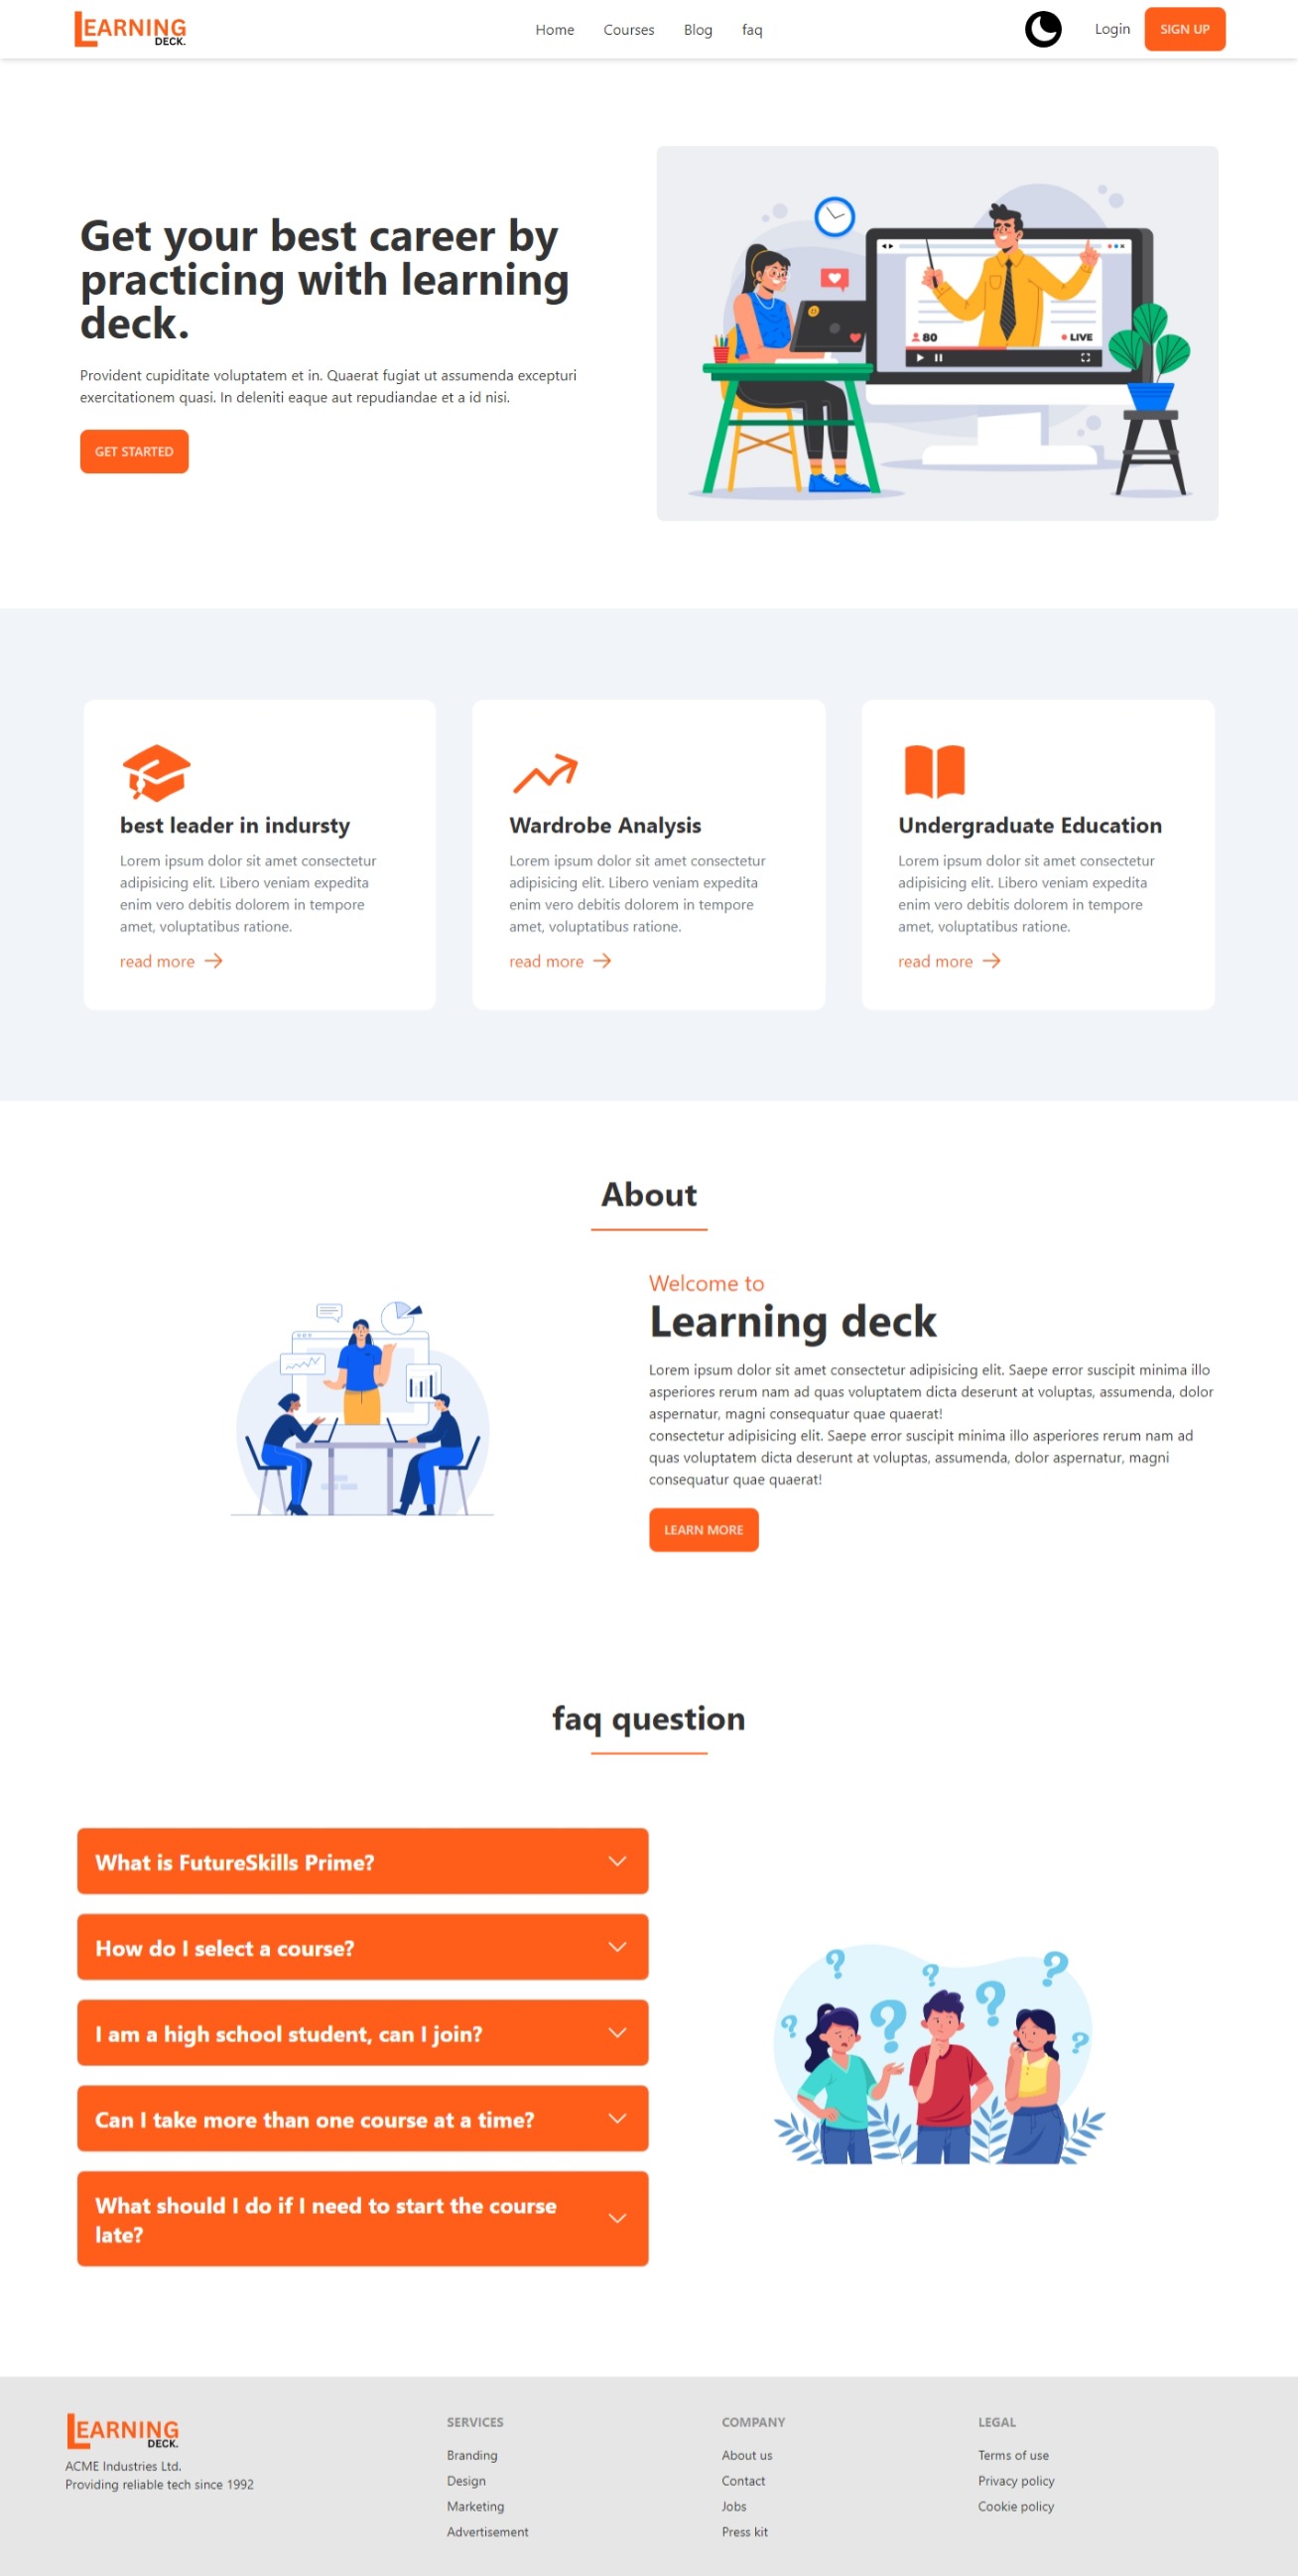 LEARNING
DECK.
Home
Courses
Blog
faq
Login
SIGN UP
Get your best career by
practicing with learning
deck.
Provident cupiditate voluptatem et in. Quaerat fugiat ut assumenda excepturi
exercitationem quasi. In deleniti eaque aut repudiandae et a id nisi.
GET STARTED
80
LIVE
best leader in indursty
Lorem ipsum dolor sit amet consectetur
adipisicing elit. Libero veniam expedita
enim vero debitis dolorem in tempore
amet, voluptatibus ratione.
read more
Wardrobe Analysis
Lorem ipsum dolor sit amet consectetur
adipisicing elit. Libero veniam expedita
enim vero debitis dolorem in tempore
amet, voluptatibus ratione.
read more
Undergraduate Education
Lorem ipsum dolor sit amet consectetur
adipisicing elit. Libero veniam expedita
enim vero debitis dolorem in tempore
amet, voluptatibus ratione.
read more
About
Welcome to
Learning deck
Lorem ipsum dolor sit amet consectetur adipisicing elit. Saepe error suscipit minima illo
asperiores rerum nam ad quas voluptatem dicta deserunt at voluptas, assumenda, dolor
aspernatur, magni consequatur quae quaerat!
consectetur adipisicing elit. Saepe error suscipit minima illo asperiores rerum nam ad
quas voluptatem dicta deserunt at voluptas, assumenda, dolor aspernatur, magni
consequatur quae quaerat!
LEARN MORE
faq question
What is FutureSkills Prime?
How do I select a course?
I am a high school student, can I join?
Can I take more than one course at a time?
What should I do if I need to start the course
late?
LEARNING
DECK.
ACME Industries Ltd.
Providing reliable tech since 1992
SERVICES
Branding
Design
Marketing
Advertisement
COMPANY
About us
Contact
Jobs
Press kit
LEGAL
Terms of use
Privacy policy
Cookie policy